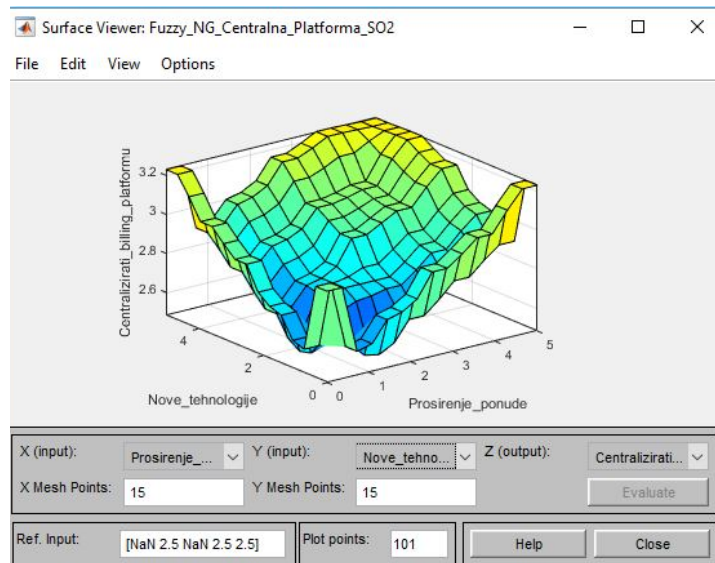 Surface Viewer: Fuzzy_NG_Centralna_Platforma_SO2
File Edit View Options
Centralizirati_billing_platformu
3.2
3
2.8
2.6
4
2
0
Nove_tehnologije
0
1
2
3
4
5
Prosirenje_ponude
X (input): Prosirenje_... Y (input): Nove_tehno... Z (output): Centralizirati...
X Mesh Points: 15 Y Mesh Points: 15 Evaluate
Ref. Input: [NaN 2.5 NaN 2.5 2.5] Plot points: 101 Help Close